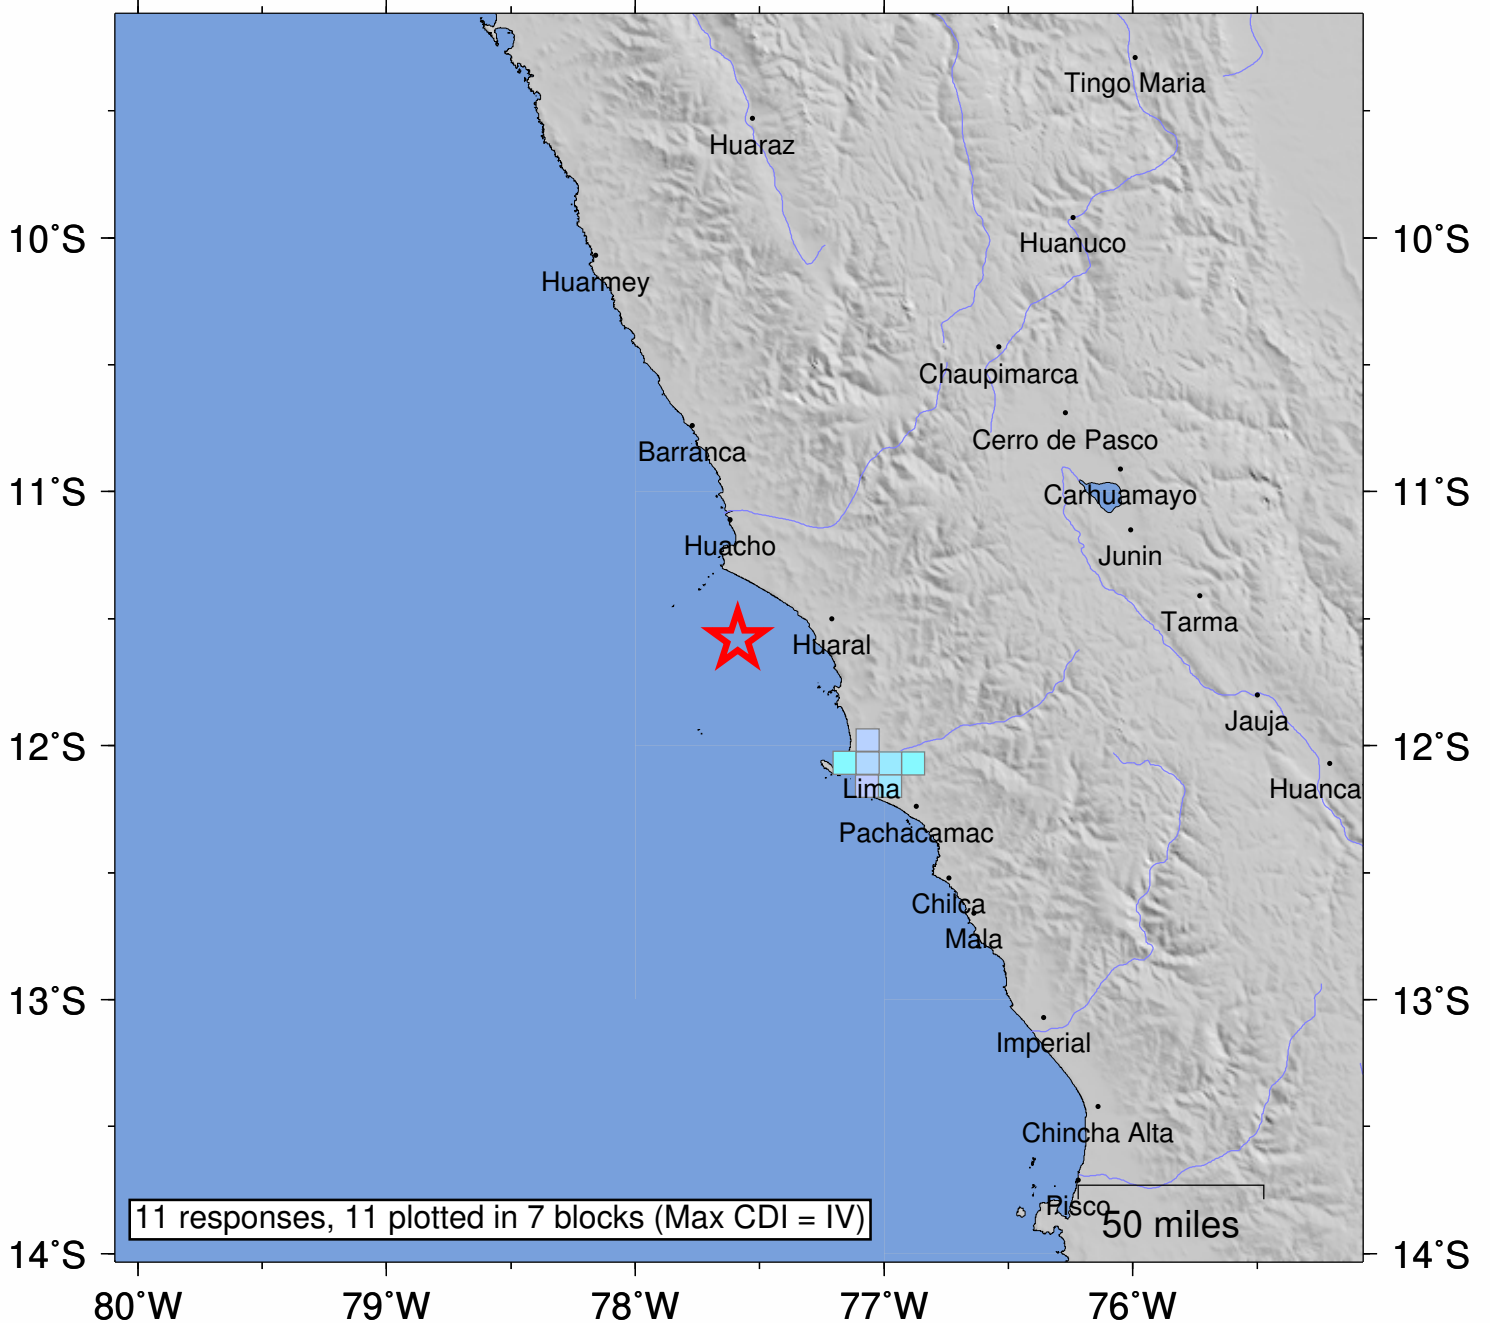 Tingo Maria
Huaraz
10°S
Huanuco
10°S
Huarmey
Chaupimarca
Cerro de Pasco
Barranca
11°S
Carhuamayo
11°S
Huacho
Junin
Tarma
Huaral
Jauja
12°S
12°S
Lima
Huanca
Pachacamac
Chilca
Mala
13°S
13°S
Imperial
Chincha Alta
Pisco
11 responses, 11 plotted in 7 blocks (Max CDI = IV)
50 miles
14°S
14°S
80°W
79°W
78°W
77°W
76°W